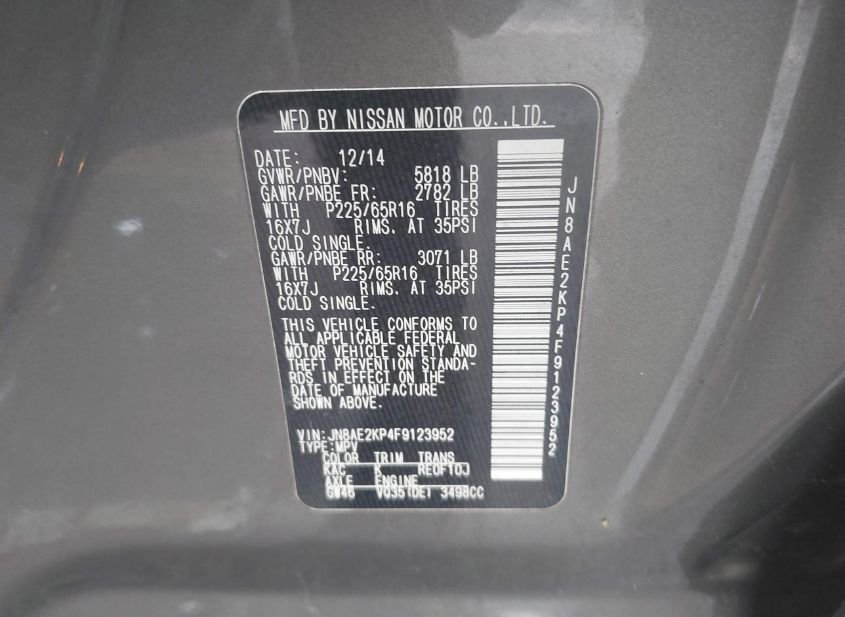 MFD BY NISSAN MOTOR CO.,LTD.
DATE: 12/14
GVWR/PNBV: 5818 LB
GAWR/PNBE FR: 2782 LB
WITH P225/65R16 TIRES
16X7J RIMS. AT 35PSI
COLD SINGLE.
GAWR/PNBE RR: 3071 LB
WITH P225/65R16 TIRES
16X7J RIMS. AT 35PSI
COLD SINGLE.
THIS VEHICLE CONFORMS TO
ALL APPLICABLE FEDERAL
MOTOR VEHICLE SAFETY AND
THEFT PREVENTION STANDA-
RDS IN EFFECT ON THE
DATE OF MANUFACTURE
SHOWN ABOVE.
VIN:JN8AE2KP4F9123952
TYPE:MPV
COLOR TRIM TRANS
KAC K RE0F10J
AXLE ENGINE
GW46 VQ35(DE) 3498CC
JN8AE2KP4F9123952